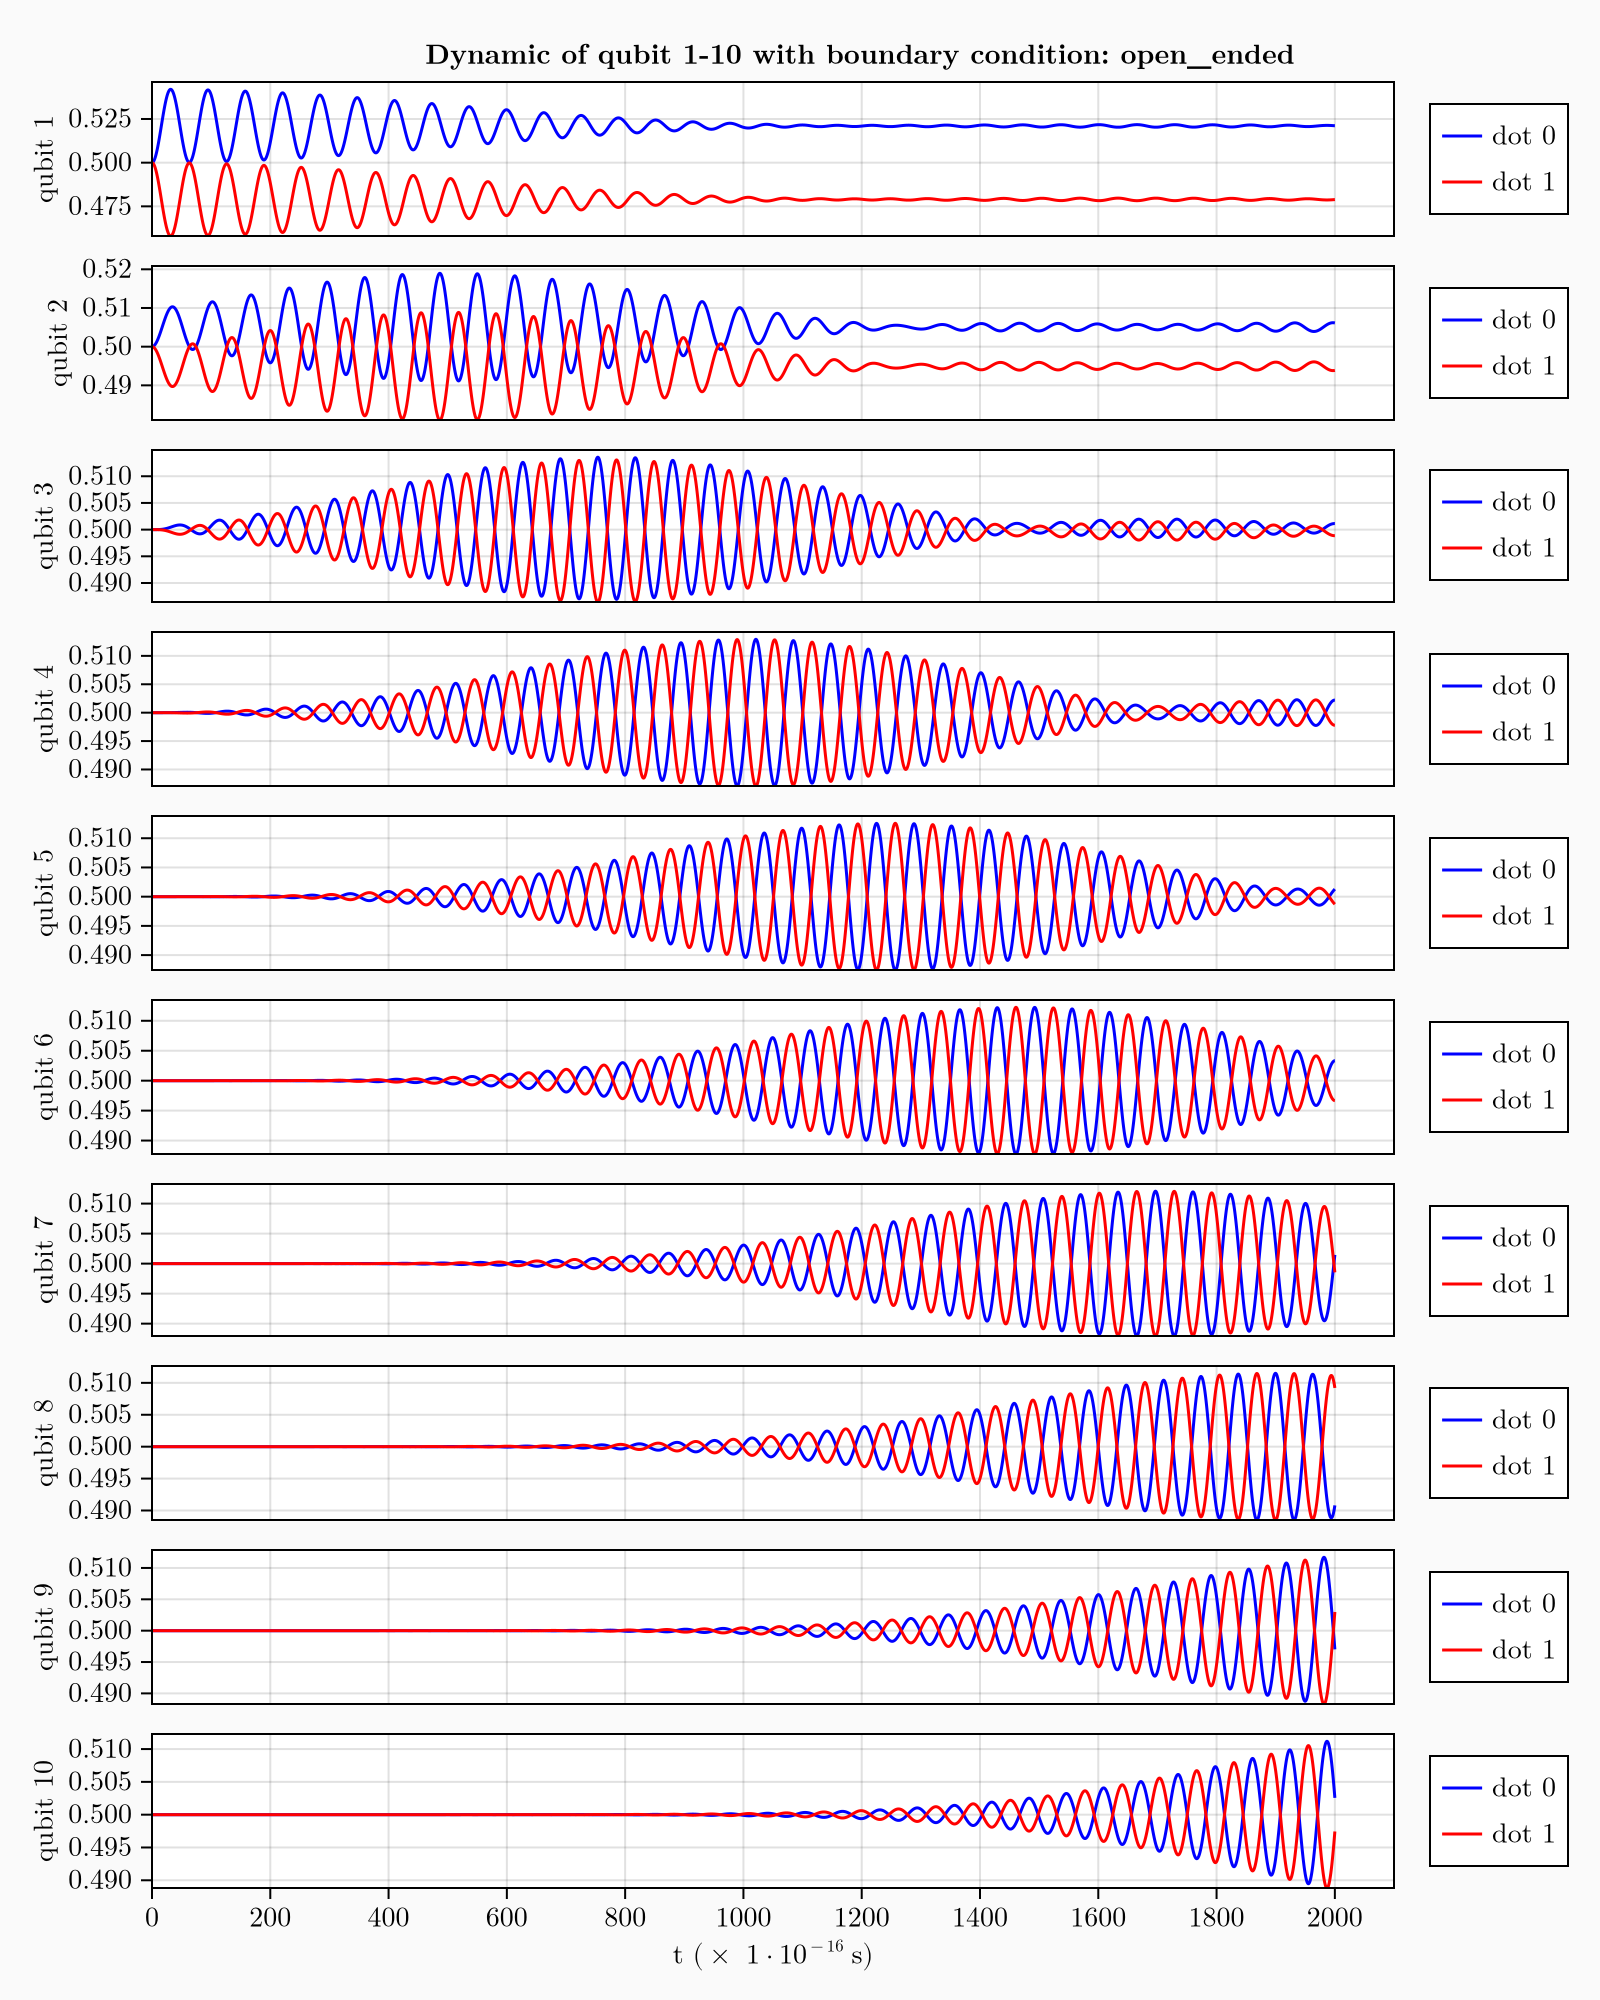 Dynamic of qubit 1-10 with boundary condition: open_ended
qubit 1
0.525
0.500
0.475
dot 0
dot 1
qubit 2
0.52
0.51
0.50
0.49
dot 0
dot 1
qubit 3
0.510
0.505
0.500
0.495
0.490
dot 0
dot 1
qubit 4
0.510
0.505
0.500
0.495
0.490
dot 0
dot 1
qubit 5
0.510
0.505
0.500
0.495
0.490
dot 0
dot 1
qubit 6
0.510
0.505
0.500
0.495
0.490
dot 0
dot 1
qubit 7
0.510
0.505
0.500
0.495
0.490
dot 0
dot 1
qubit 8
0.510
0.505
0.500
0.495
0.490
dot 0
dot 1
qubit 9
0.510
0.505
0.500
0.495
0.490
dot 0
dot 1
qubit 10
0.510
0.505
0.500
0.495
0.490
dot 0
dot 1
0 200 400 600 800 1000 1200 1400 1600 1800 2000
t ( × 1 · 10⁻¹⁶ s)